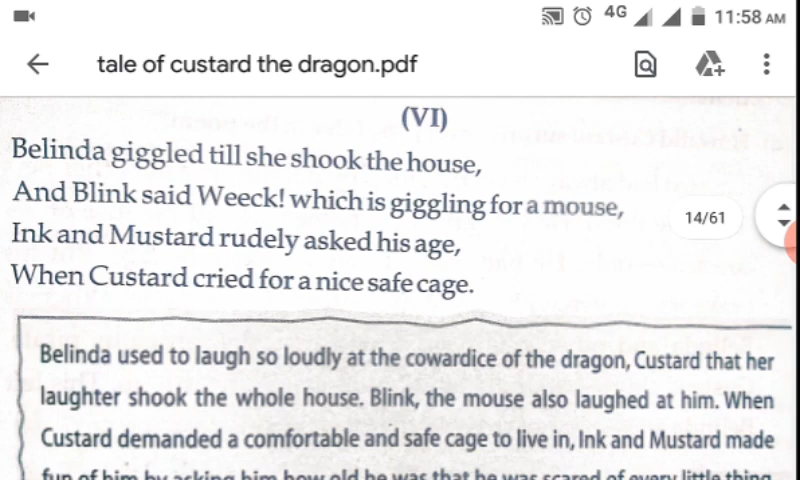 4G 11:58 AM
tale of custard the dragon.pdf
(VI)
Belinda giggled till she shook the house,
And Blink said Weeck! which is giggling for a mouse,
14/61
Ink and Mustard rudely asked his age,
When Custard cried for a nice safe cage.
Belinda used to laugh so loudly at the cowardice of the dragon, Custard that her
laughter shook the whole house. Blink, the mouse also laughed at him. When
Custard demanded a comfortable and safe cage to live in, Ink and Mustard made
fun of him by asking him how old he was that he was scared of every little thing